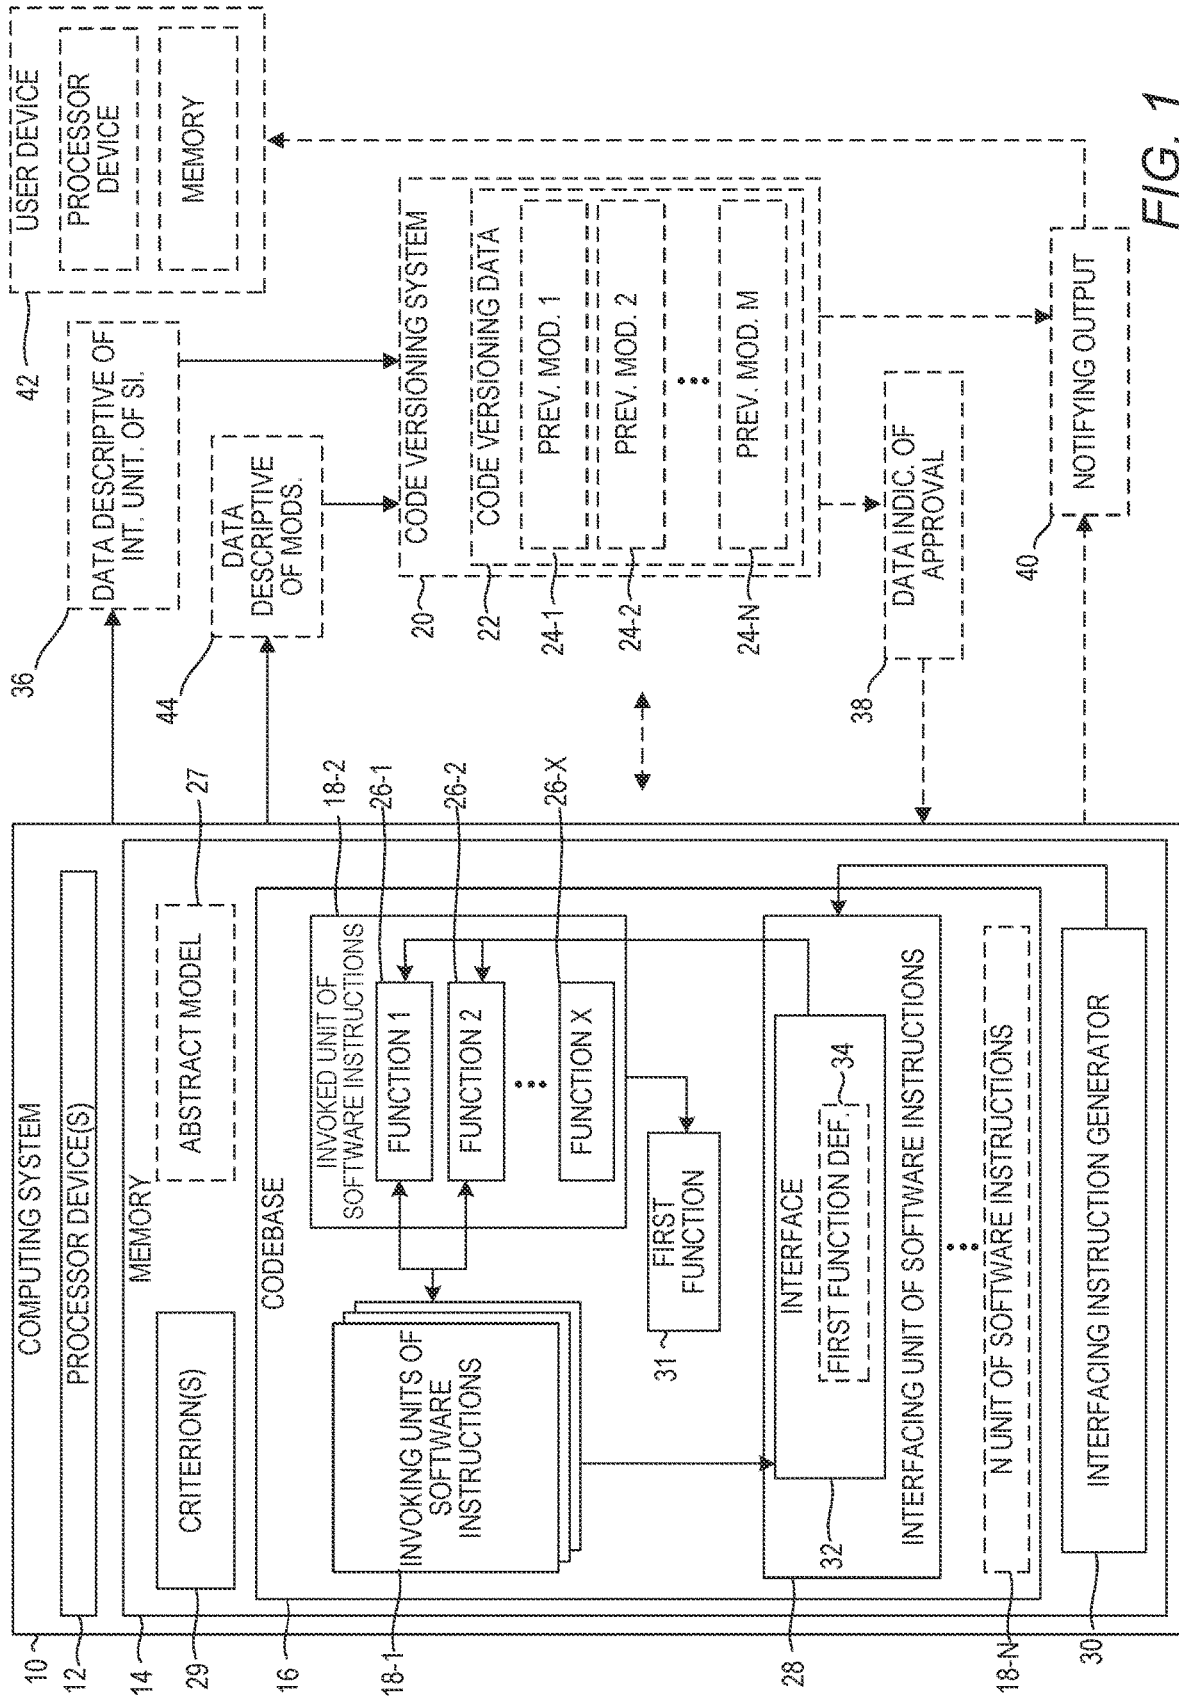 10
COMPUTING SYSTEM
12
PROCESSOR DEVICE(S)
14
MEMORY
29
CRITERION(S)
ABSTRACT MODEL
27
16
CODEBASE
18-1
INVOKING UNITS OF
SOFTWARE
INSTRUCTIONS
INVOKED UNIT OF
SOFTWARE INSTRUCTIONS
18-2
FUNCTION 1
26-1
FUNCTION 2
26-2
FUNCTION X
26-X
31
FIRST
FUNCTION
INTERFACE
32
FIRST FUNCTION DEF.
34
28
INTERFACING UNIT OF SOFTWARE INSTRUCTIONS
18-N
N UNIT OF SOFTWARE INSTRUCTIONS
30
INTERFACING INSTRUCTION GENERATOR
36
DATA DESCRIPTIVE OF
INT. UNIT. OF SI.
42
USER DEVICE
PROCESSOR
DEVICE
MEMORY
44
DATA
DESCRIPTIVE
OF MODS.
20
CODE VERSIONING SYSTEM
22
CODE VERSIONING DATA
24-1
PREV. MOD. 1
24-2
PREV. MOD. 2
24-N
PREV. MOD. M
38
DATA INDIC. OF
APPROVAL
40
NOTIFYING OUTPUT
FIG. 1